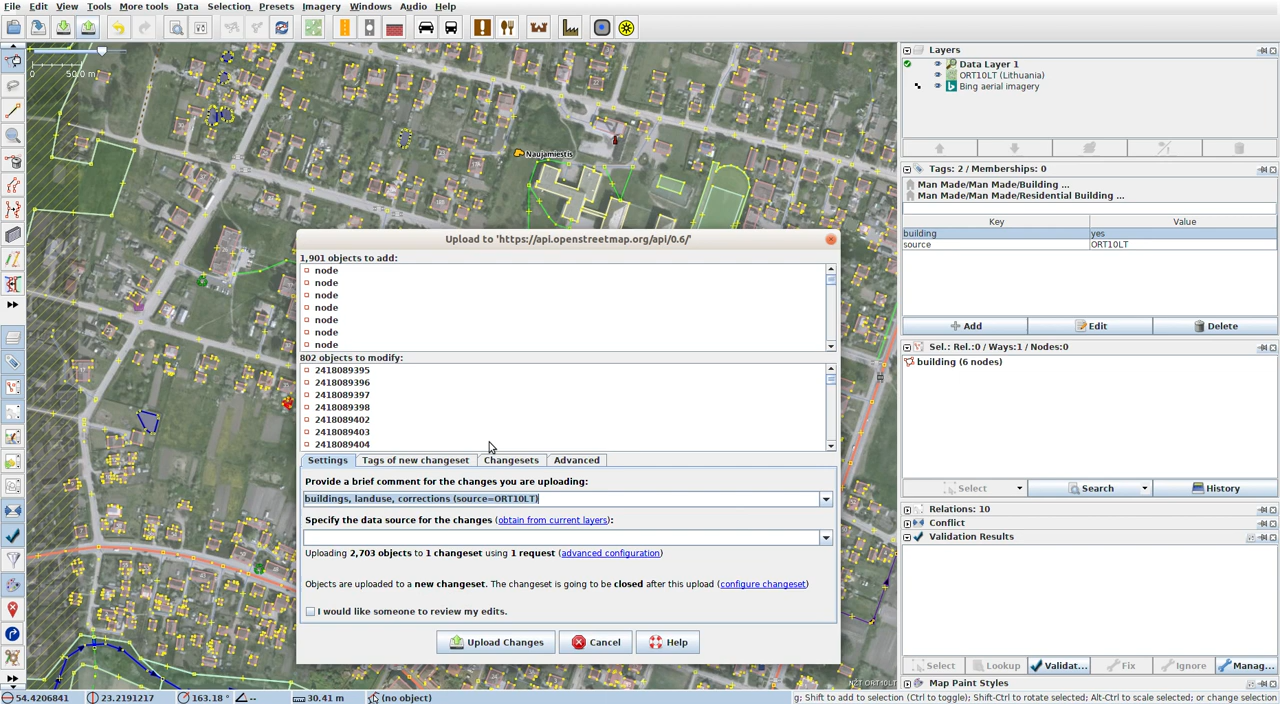 File Edit View Tools More tools Data Selection Presets Imagery Windows Audio Help
0 50.0 m
Naujamiestis
Upload to 'https://api.openstreetmap.org/api/0.6/'
1,901 objects to add:
node
node
node
node
node
node
node
802 objects to modify:
2418089395
2418089396
2418089397
2418089398
2418089402
2418089403
2418089404
Settings Tags of new changeset Changesets Advanced
Provide a brief comment for the changes you are uploading:
buildings, landuse, corrections (source=ORT10LT)
Specify the data source for the changes (obtain from current layers):
Uploading 2,703 objects to 1 changeset using 1 request (advanced configuration)
Objects are uploaded to a new changeset. The changeset is going to be closed after this upload (configure changeset)
I would like someone to review my edits.
Upload Changes Cancel Help
Layers
Data Layer 1
ORT10LT (Lithuania)
Bing aerial imagery
Tags: 2 / Memberships: 0
Man Made/Man Made/Building ...
Man Made/Man Made/Residential Building ...
Key Value
building yes
source ORT10LT
Add Edit Delete
Sel.: Rel.:0 / Ways:1 / Nodes:0
building (6 nodes)
Select Search History
Relations: 10
Conflict
Validation Results
Select Lookup Validat... Fix Ignore Manag...
Map Paint Styles
NŽT ORT10LT
54.4206841 23.2191217 163.18 ° -- 30.41 m (no object) g; Shift to add to selection (Ctrl to toggle); Shift-Ctrl to rotate selected; Alt-Ctrl to scale selected; or change selection